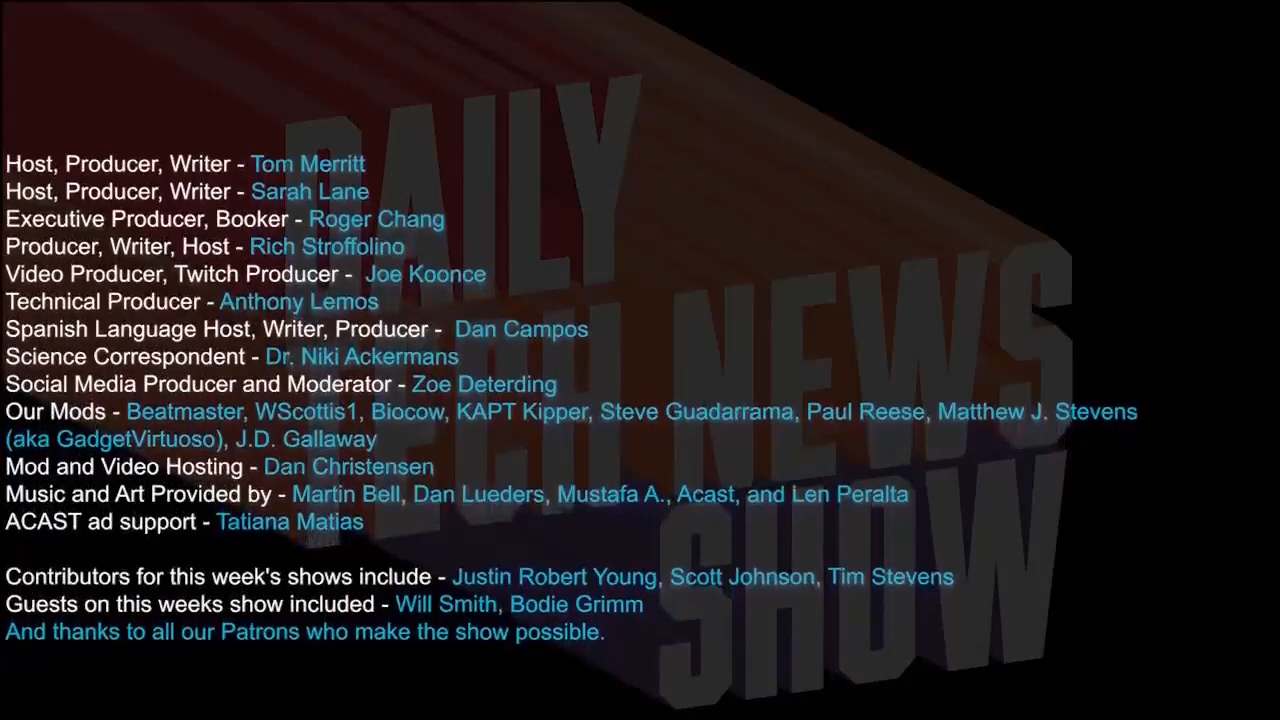 DAILY
TECH NEWS
SHOW
Host, Producer, Writer - Tom Merritt
Host, Producer, Writer - Sarah Lane
Executive Producer, Booker - Roger Chang
Producer, Writer, Host - Rich Stroffolino
Video Producer, Twitch Producer -  Joe Koonce
Technical Producer - Anthony Lemos
Spanish Language Host, Writer, Producer -  Dan Campos
Science Correspondent - Dr. Niki Ackermans
Social Media Producer and Moderator - Zoe Deterding
Our Mods - Beatmaster, WScottis1, Biocow, KAPT Kipper, Steve Guadarrama, Paul Reese, Matthew J. Stevens
(aka GadgetVirtuoso), J.D. Gallaway
Mod and Video Hosting - Dan Christensen
Music and Art Provided by - Martin Bell, Dan Lueders, Mustafa A., Acast, and Len Peralta
ACAST ad support - Tatiana Matias
Contributors for this week's shows include - Justin Robert Young, Scott Johnson, Tim Stevens
Guests on this weeks show included - Will Smith, Bodie Grimm
And thanks to all our Patrons who make the show possible.